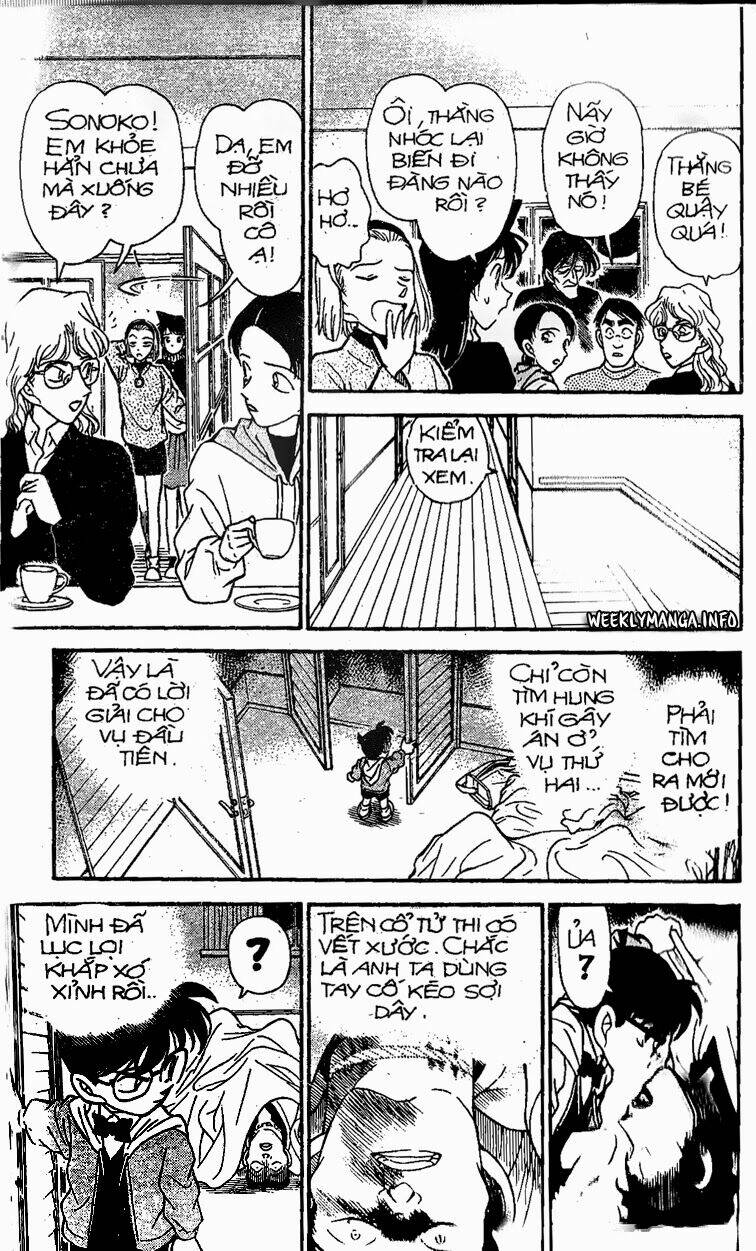 SONOKO!
EM KHỎE
HẲN CHƯA
MÀ XUỐNG
ĐÂY?
DẠ, EM
ĐỠ
NHIỀU
RỒI
CÔ
Ạ!
HƠ
HƠ...
ÔI, THẰNG
NHÓC LẠI
BIẾN ĐI
ĐÀNG NÀO
RỒI?
NÃY
GIỜ
KHÔNG
THẤY
NÓ!
THẰNG
BÉ
QUẬY
QUÁ!
KIỂM
TRA LẠI
XEM.
WEEKLYMANGA.INFO
VẬY LÀ
ĐÃ CÓ LỜI
GIẢI CHO
VỤ ĐẦU
TIÊN.
CHỈ CÒN
TÌM HUNG
KHÍ GÂY
ÁN Ở
VỤ THỨ
HAI...
PHẢI
TÌM
CHO
RA MỚI
ĐƯỢC!
MÌNH ĐÃ
LỤC LỌI
KHẮP XÓ
XỈNH RỒI..
?
TRÊN CỔ TỬ THI CÓ
VẾT XƯỚC. CHẮC
LÀ ANH TA DÙNG
TAY CỐ KÉO SỢI
DÂY.
ỦA
?